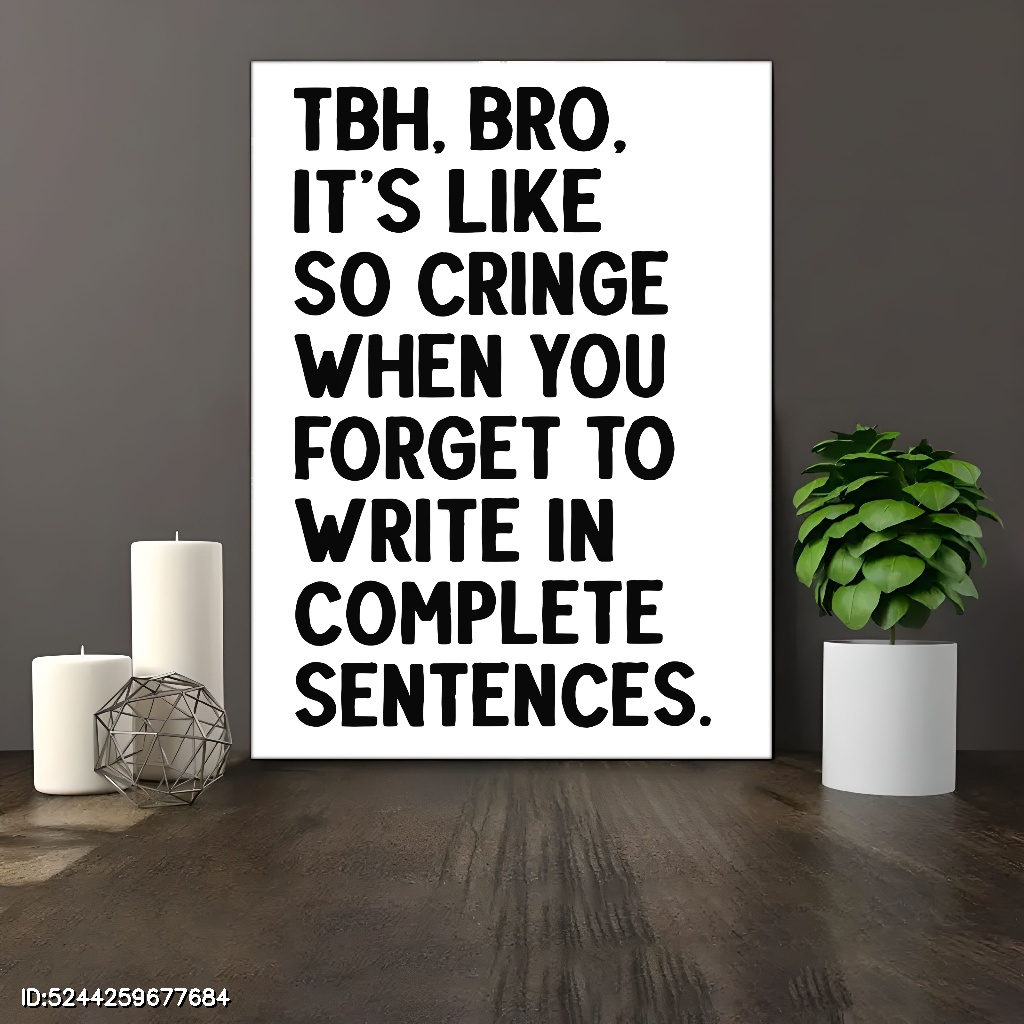 TBH, BRO,
IT'S LIKE
SO CRINGE
WHEN YOU
FORGET TO
WRITE IN
COMPLETE
SENTENCES.
ID:5244259677684